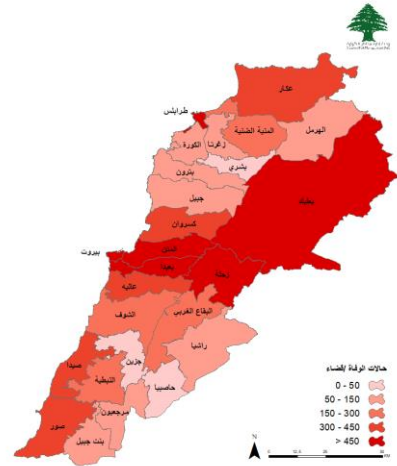 عكار
طرابلس
المنية الضنية
الهرمل
زغرتا
الكورة
بشري
بترون
بعلبك
جبيل
كسروان
المتن
بيروت
بعبدا
زحلة
عاليه
البقاع الغربي
الشوف
راشيا
صيدا
جزين
حاصبيا
النبطية
مرجعيون
صور
بنت جبيل
حالات الوفاة /قضاء
0 - 50
50 - 150
150 - 300
300 - 450
> 450
N